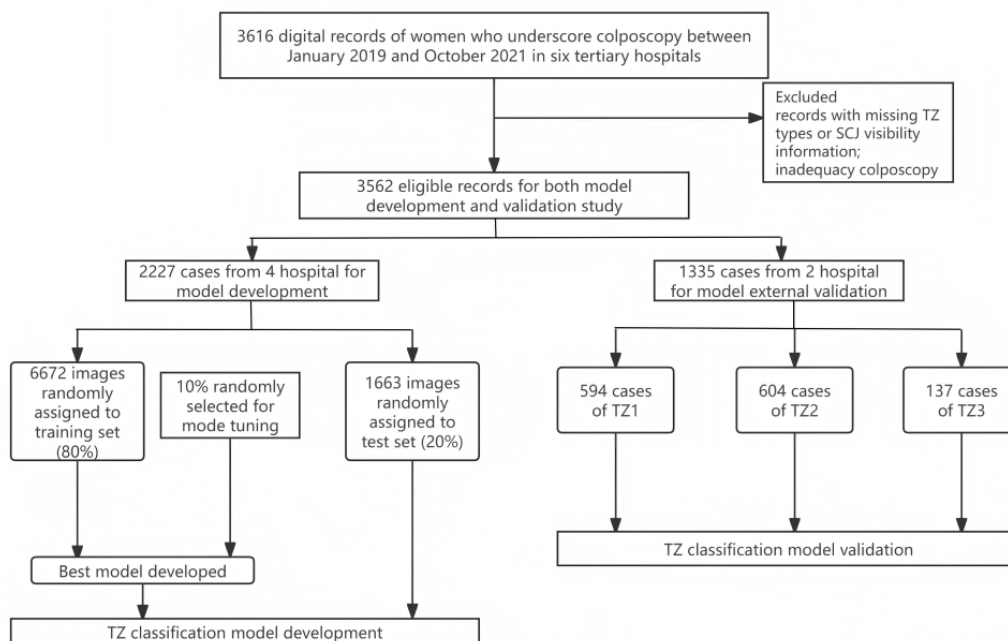 3616 digital records of women who underscore colposcopy between
January 2019 and October 2021 in six tertiary hospitals
Excluded
records with missing TZ
types or SCJ visibility
information;
inadequacy colposcopy
3562 eligible records for both model
development and validation study
2227 cases from 4 hospital for
model development
1335 cases from 2 hospital
for model external validation
6672 images
randomly
assigned to
training set
(80%)
10% randomly
selected for
mode tuning
1663 images
randomly
assigned to
test set (20%)
594 cases
of TZ1
604 cases
of TZ2
137 cases
of TZ3
Best model developed
TZ classification model validation
TZ classification model development